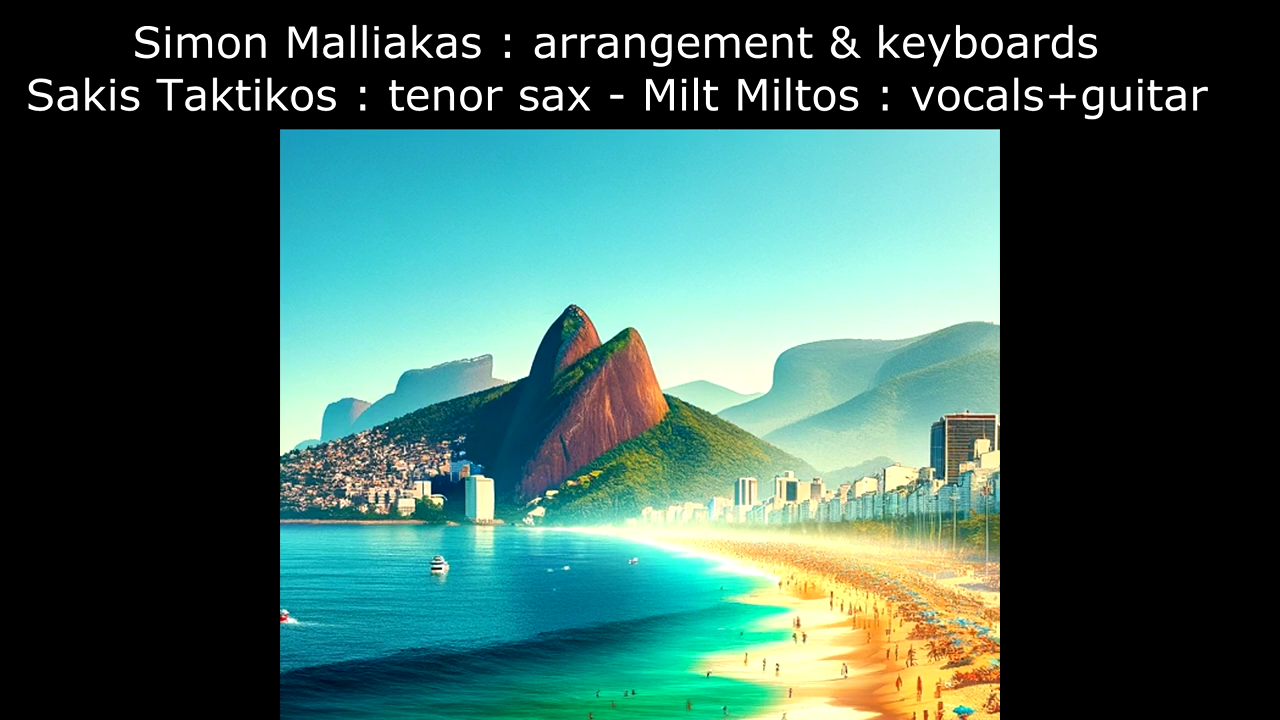 Simon Malliakas : arrangement & keyboards
Sakis Taktikos : tenor sax - Milt Miltos : vocals+guitar